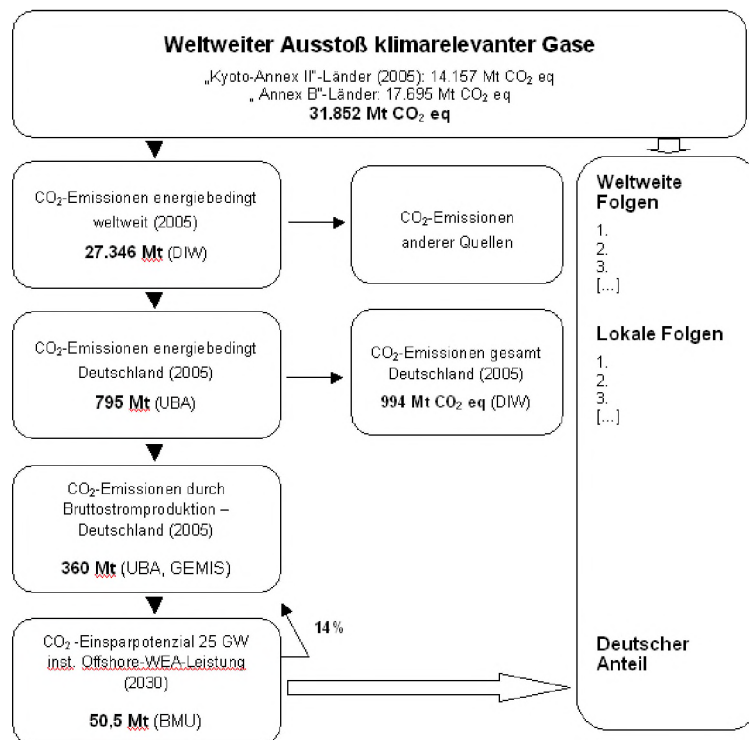 Weltweiter Ausstoß klimarelevanter Gase
„Kyoto-Annex II"-Länder (2005): 14.157 Mt CO₂ eq
„ Annex B"-Länder: 17.695 Mt CO₂ eq
31.852 Mt CO₂ eq
CO₂-Emissionen energiebedingt
weltweit (2005)
27.346 Mt (DIW)
CO₂-Emissionen
anderer Quellen
CO₂-Emissionen energiebedingt
Deutschland (2005)
795 Mt (UBA)
CO₂-Emissionen gesamt
Deutschland (2005)
994 Mt CO₂ eq (DIW)
CO₂-Emissionen durch
Bruttostromproduktion –
Deutschland (2005)
360 Mt (UBA, GEMIS)
14%
CO₂ -Einsparpotenzial 25 GW
inst. Offshore-WEA-Leistung
(2030)
50,5 Mt (BMU)
Weltweite
Folgen
1.
2.
3.
[...]
Lokale Folgen
1.
2.
3.
[...]
Deutscher
Anteil